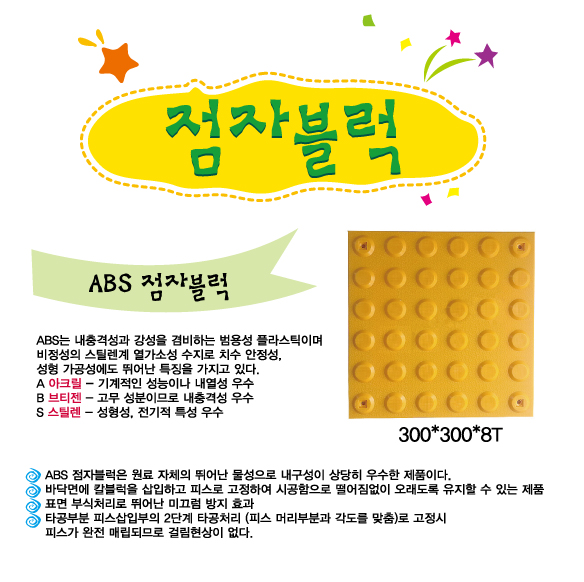 점자블럭
ABS 점자블럭
ABS는 내충격성과 강성을 겸비하는 범용성 플라스틱이며
비정성의 스틸렌계 열가소성 수지로 치수 안정성,
성형 가공성에도 뛰어난 특징을 가지고 있다.
A 아크릴 – 기계적인 성능이나 내열성 우수
B 브티젠 – 고무 성분이므로 내충격성 우수
S 스틸렌 – 성형성, 전기적 특성 우수
300*300*8T
ABS 점자블럭은 원료 자체의 뛰어난 물성으로 내구성이 상당히 우수한 제품이다.
바닥면에 칼블럭을 삽입하고 피스로 고정하여 시공함으로 떨어짐없이 오래도록 유지할 수 있는 제품
표면 부식처리로 뛰어난 미끄럼 방지 효과
타공부분 피스삽입부의 2단계 타공처리 (피스 머리부분과 각도를 맞춤)로 고정시
피스가 완전 매립되므로 걸림현상이 없다.